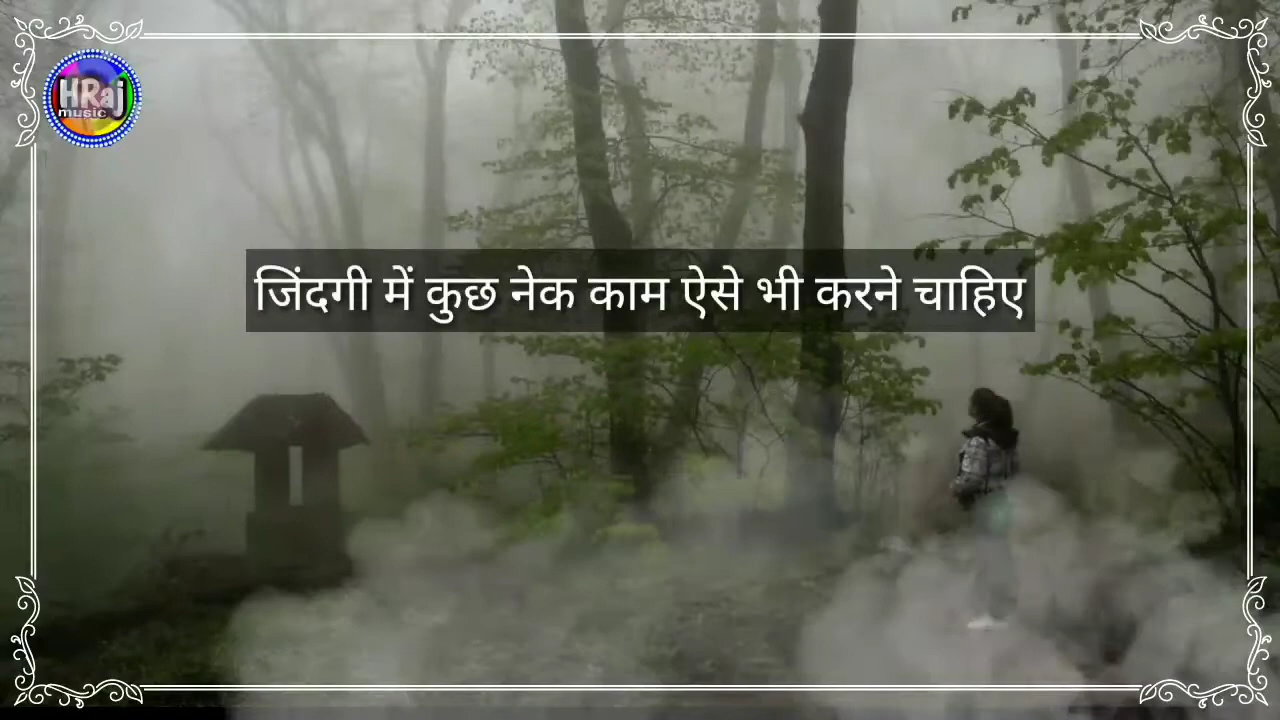 HRaj
music
जिंदगी में कुछ नेक काम ऐसे भी करने चाहिए